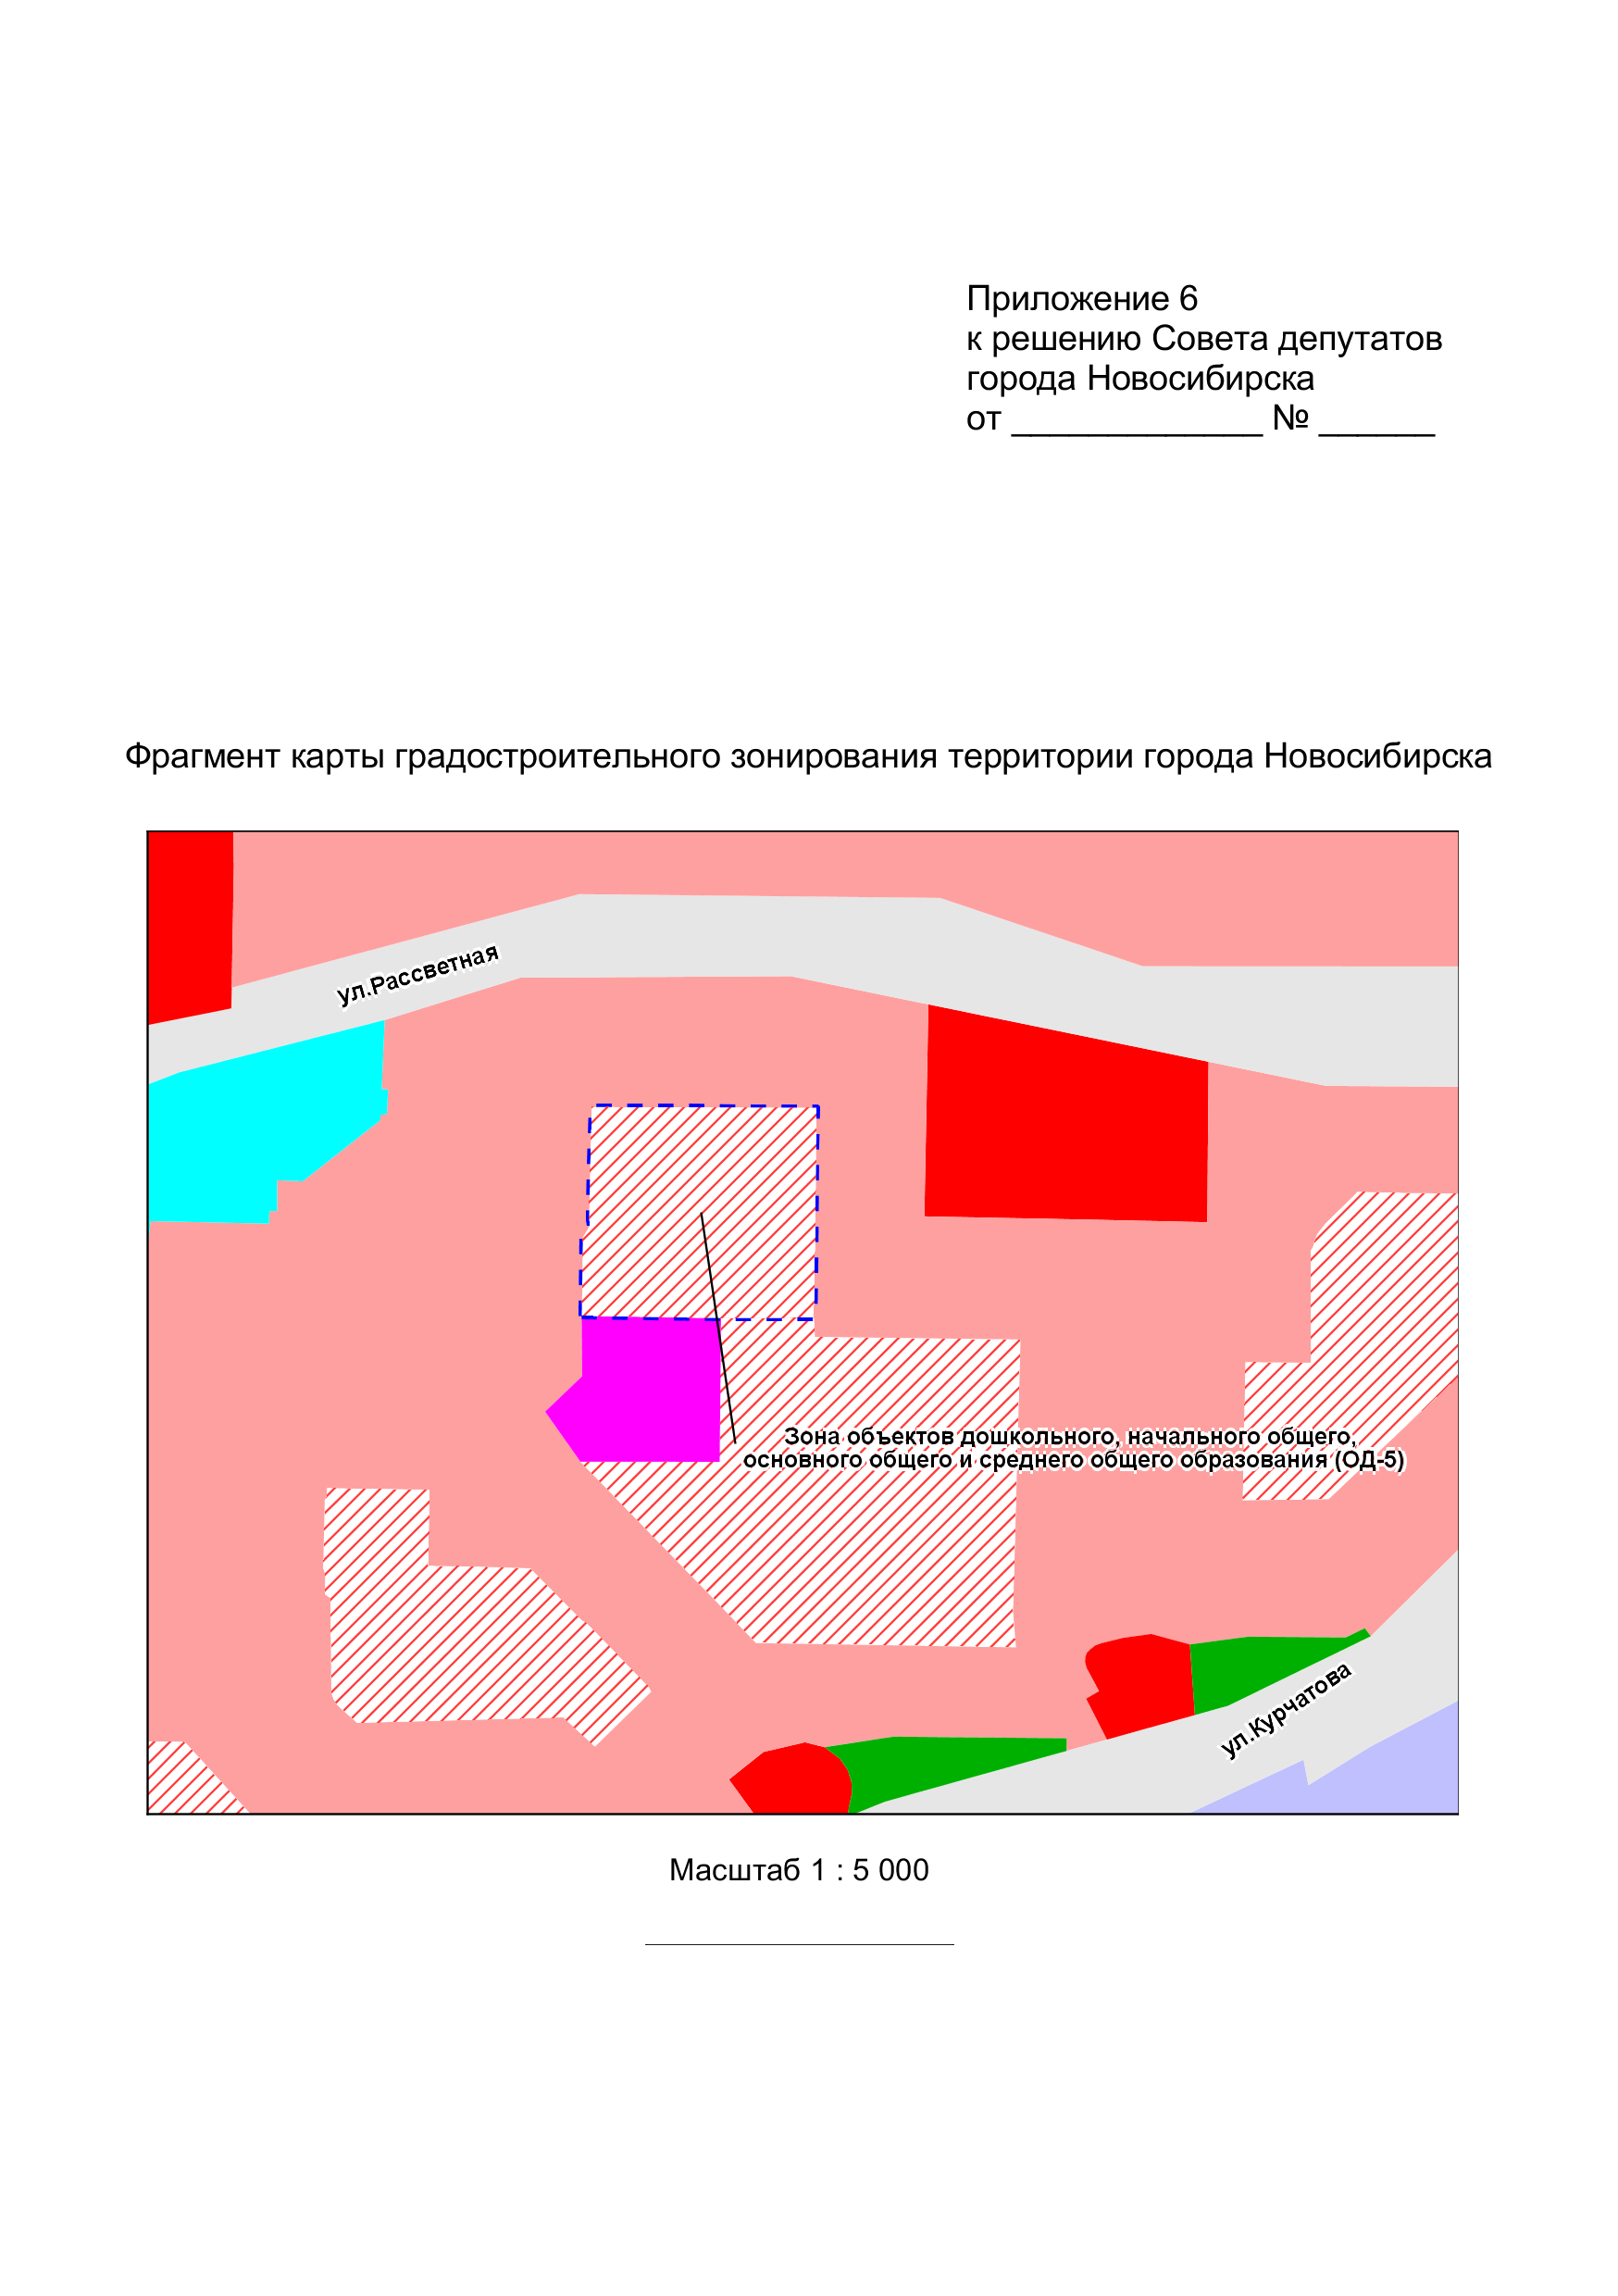 Приложение 6
к решению Совета депутатов
города Новосибирска
от _____________ № ______
Фрагмент карты градостроительного зонирования территории города Новосибирска
ул.Рассветная
Зона объектов дошкольного, начального общего,
основного общего и среднего общего образования (ОД-5)
ул.Курчатова
Масштаб 1 : 5 000